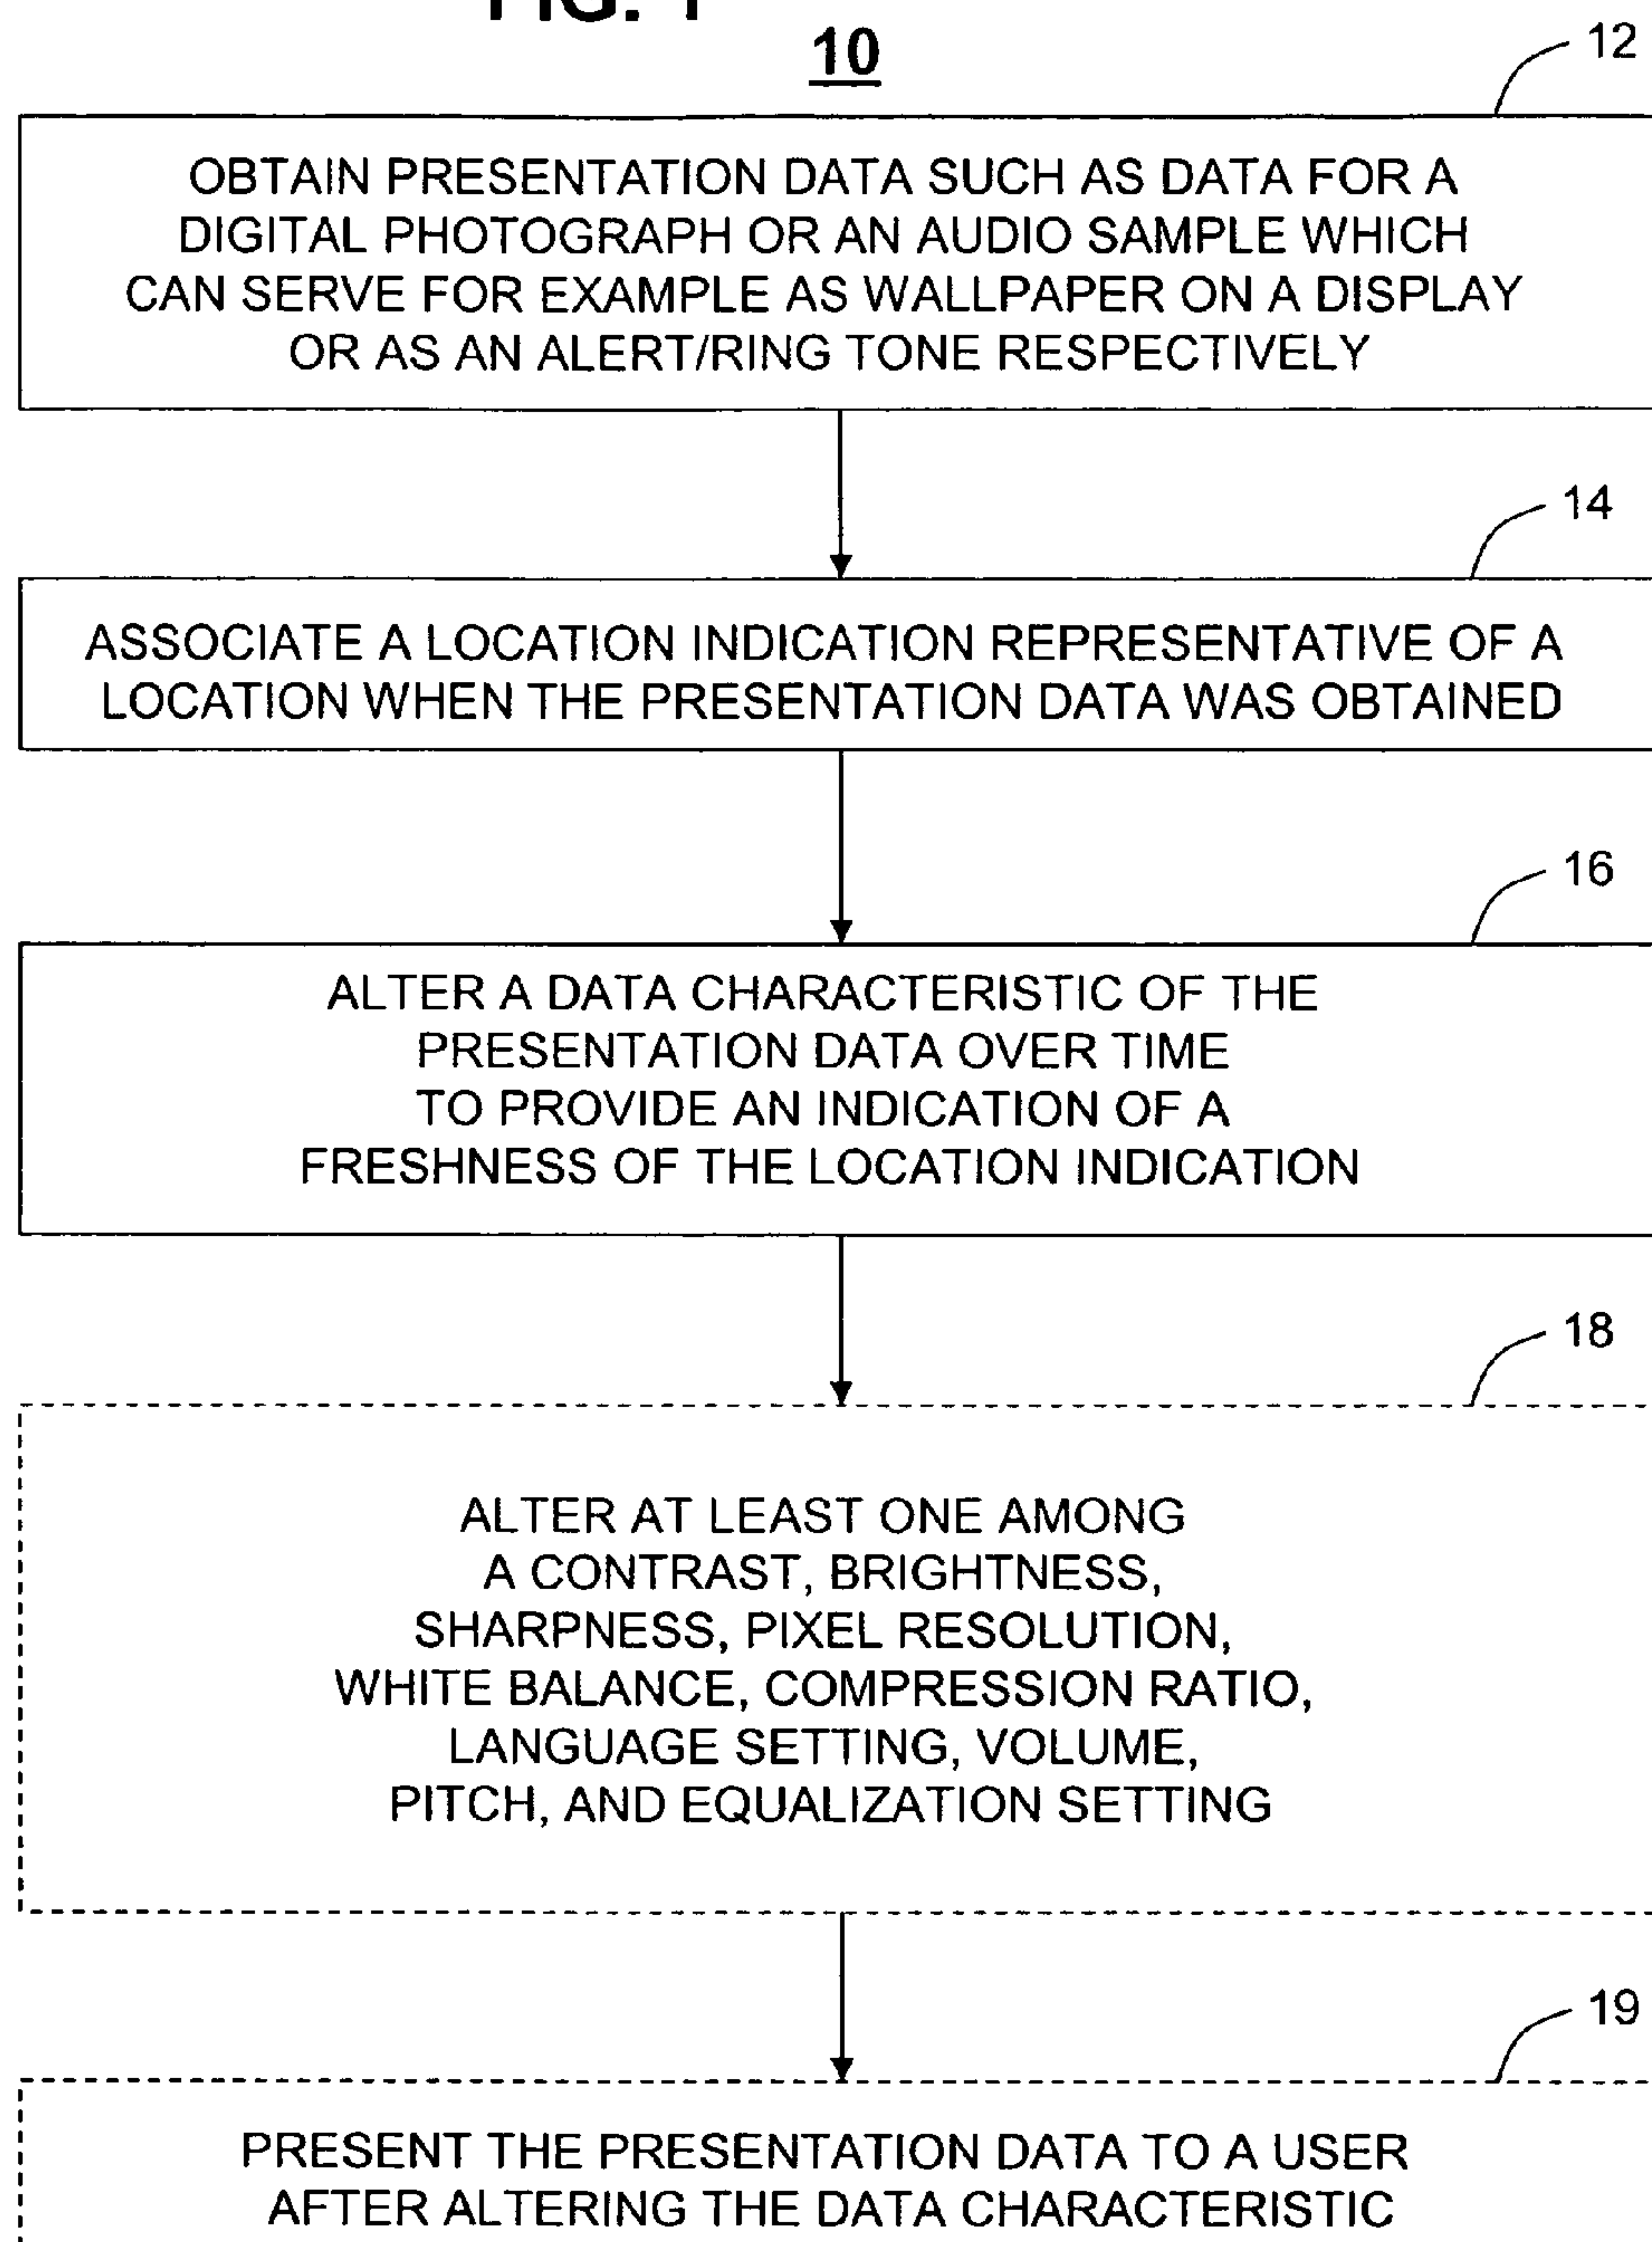 FIG. 1
10
12
OBTAIN PRESENTATION DATA SUCH AS DATA FOR A
DIGITAL PHOTOGRAPH OR AN AUDIO SAMPLE WHICH
CAN SERVE FOR EXAMPLE AS WALLPAPER ON A DISPLAY
OR AS AN ALERT/RING TONE RESPECTIVELY
14
ASSOCIATE A LOCATION INDICATION REPRESENTATIVE OF A
LOCATION WHEN THE PRESENTATION DATA WAS OBTAINED
16
ALTER A DATA CHARACTERISTIC OF THE
PRESENTATION DATA OVER TIME
TO PROVIDE AN INDICATION OF A
FRESHNESS OF THE LOCATION INDICATION
18
ALTER AT LEAST ONE AMONG
A CONTRAST, BRIGHTNESS,
SHARPNESS, PIXEL RESOLUTION,
WHITE BALANCE, COMPRESSION RATIO,
LANGUAGE SETTING, VOLUME,
PITCH, AND EQUALIZATION SETTING
19
PRESENT THE PRESENTATION DATA TO A USER
AFTER ALTERING THE DATA CHARACTERISTIC